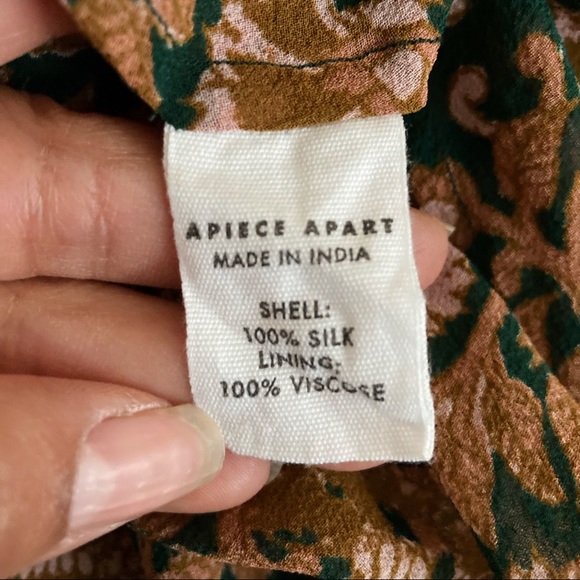 APIECE APART
MADE IN INDIA
SHELL:
100% SILK
LINING:
100% VISCOSE